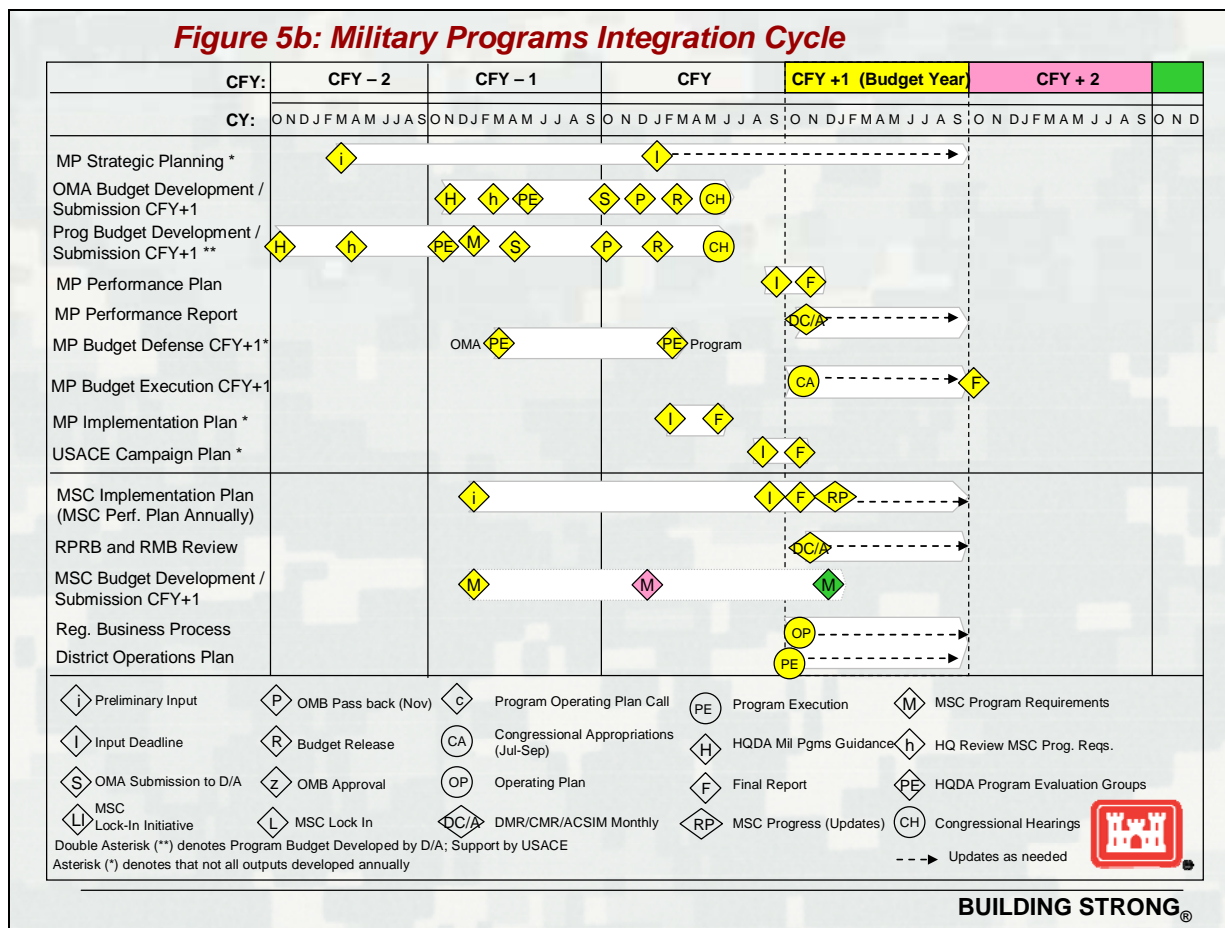 Figure 5b: Military Programs Integration Cycle
CFY: CFY – 2 CFY – 1 CFY CFY +1 (Budget Year) CFY + 2
CY: O N D J F M A M J J A S O N D J F M A M J J A S O N D J F M A M J J A S O N D J F M A M J J A S O N D J F M A M J J A S O N D
MP Strategic Planning * i I
OMA Budget Development /
Submission CFY+1 H h PE S P R CH
Prog Budget Development /
Submission CFY+1 ** H h PE M S P R CH
MP Performance Plan I F
MP Performance Report DC/A
MP Budget Defense CFY+1* OMA PE PE Program
MP Budget Execution CFY+1 CA F
MP Implementation Plan * I F
USACE Campaign Plan * I F
MSC Implementation Plan i I F RP
(MSC Perf. Plan Annually)
RPRB and RMB Review DC/A
MSC Budget Development / M M M
Submission CFY+1
Reg. Business Process OP
District Operations Plan PE
i Preliminary Input P OMB Pass back (Nov) c Program Operating Plan Call PE Program Execution M MSC Program Requirements
I Input Deadline R Budget Release CA Congressional Appropriations
(Jul-Sep) H HQDA Mil Pgms Guidance h HQ Review MSC Prog. Reqs.
S OMA Submission to D/A z OMB Approval OP Operating Plan F Final Report PE HQDA Program Evaluation Groups
LI MSC
Lock-In Initiative L MSC Lock In DC/A DMR/CMR/ACSIM Monthly RP MSC Progress (Updates) CH Congressional Hearings
Double Asterisk (**) denotes Program Budget Developed by D/A; Support by USACE
Asterisk (*) denotes that not all outputs developed annually
Updates as needed
BUILDING STRONG®